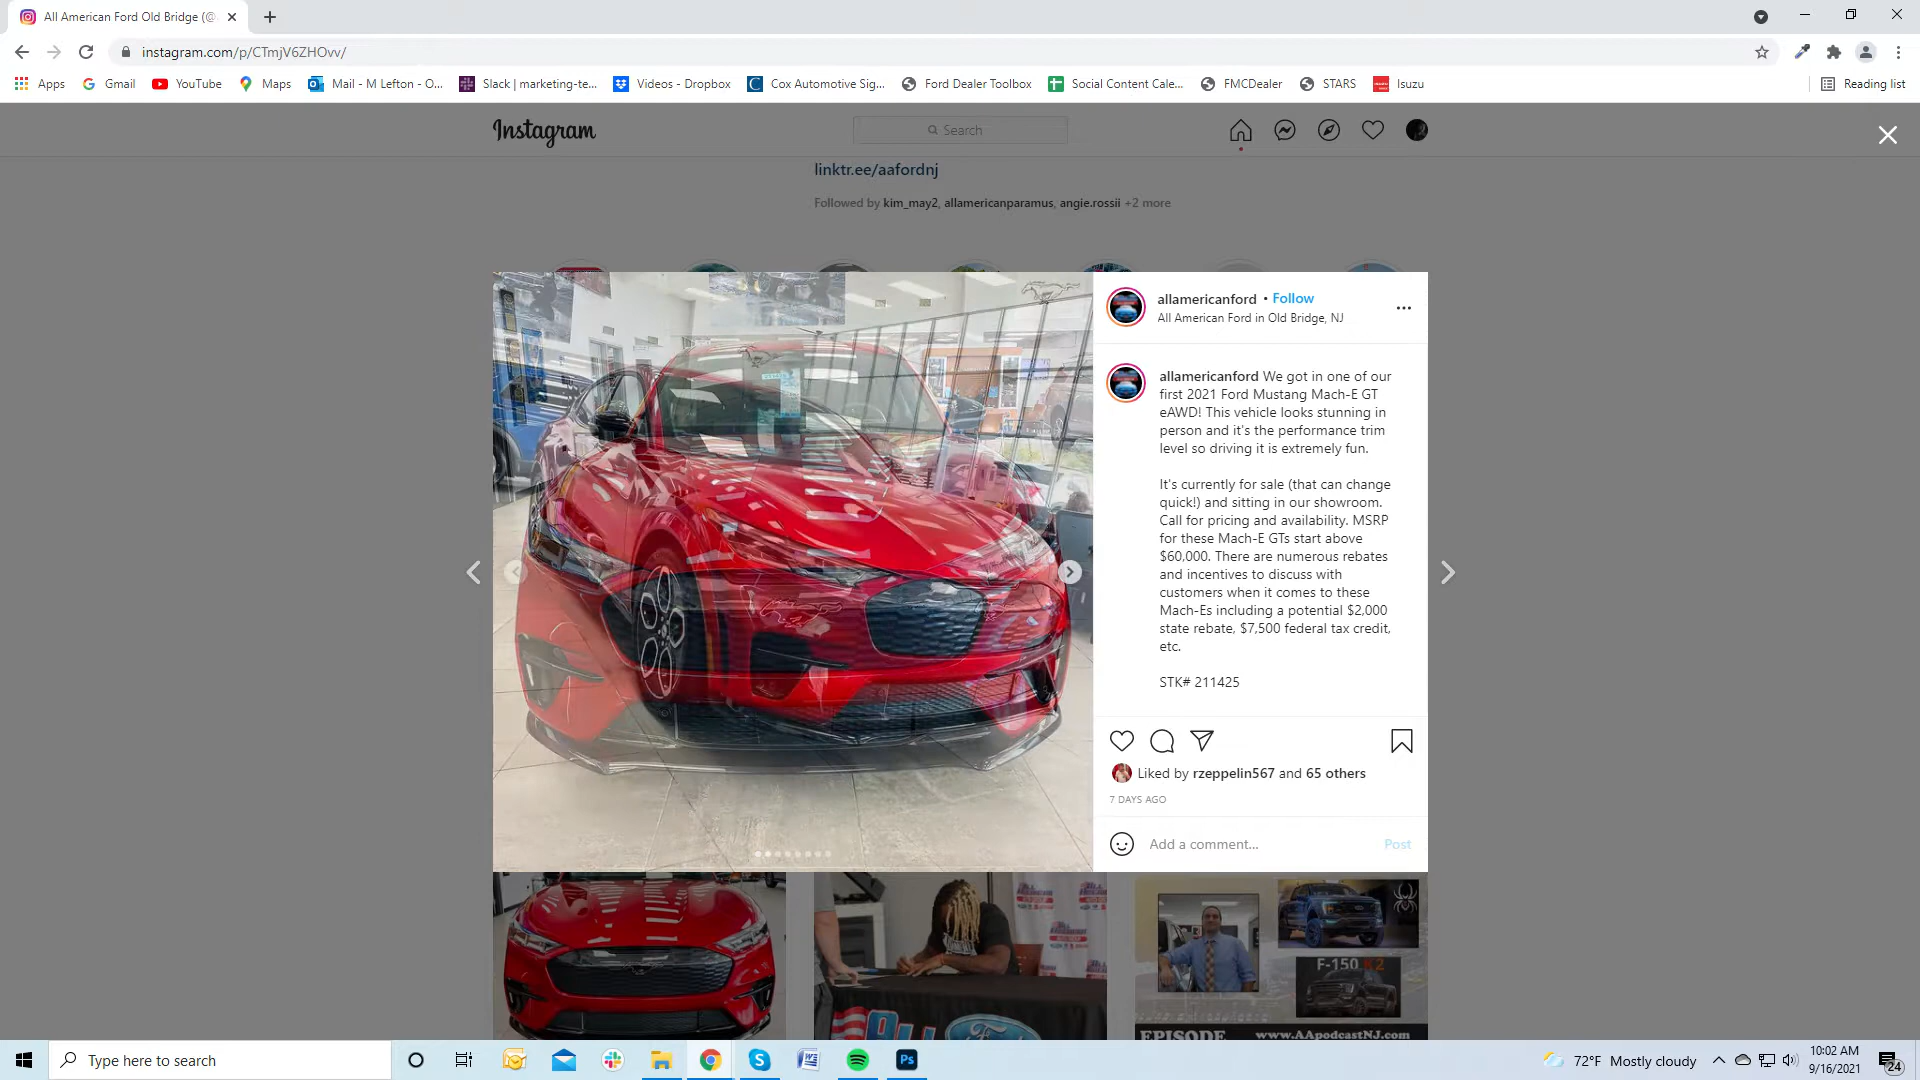 All American Ford Old Bridge (@
instagram.com/p/CTmjV6ZHOvv/
Apps Gmail YouTube Maps Mail - M Lefton - O... Slack | marketing-te... Videos - Dropbox Cox Automotive Sig... Ford Dealer Toolbox Social Content Cale... FMCDealer STARS Isuzu Reading list
Instagram
Search
linktr.ee/aafordnj
Followed by kim_may2, allamericanparamus, angie.rossii +2 more
allamericanford • Follow
All American Ford in Old Bridge, NJ
allamericanford We got in one of our
first 2021 Ford Mustang Mach-E GT
eAWD! This vehicle looks stunning in
person and it's the performance trim
level so driving it is extremely fun.
It's currently for sale (that can change
quick!) and sitting in our showroom.
Call for pricing and availability. MSRP
for these Mach-E GTs start above
$60,000. There are numerous rebates
and incentives to discuss with
customers when it comes to these
Mach-Es including a potential $2,000
state rebate, $7,500 federal tax credit,
etc.
STK# 211425
Liked by rzeppelin567 and 65 others
7 DAYS AGO
Add a comment... Post
F-150 K2
EPISODE www.AApodcastNJ.com
Ford
Type here to search
Ps
72°F Mostly cloudy
10:02 AM
9/16/2021
24